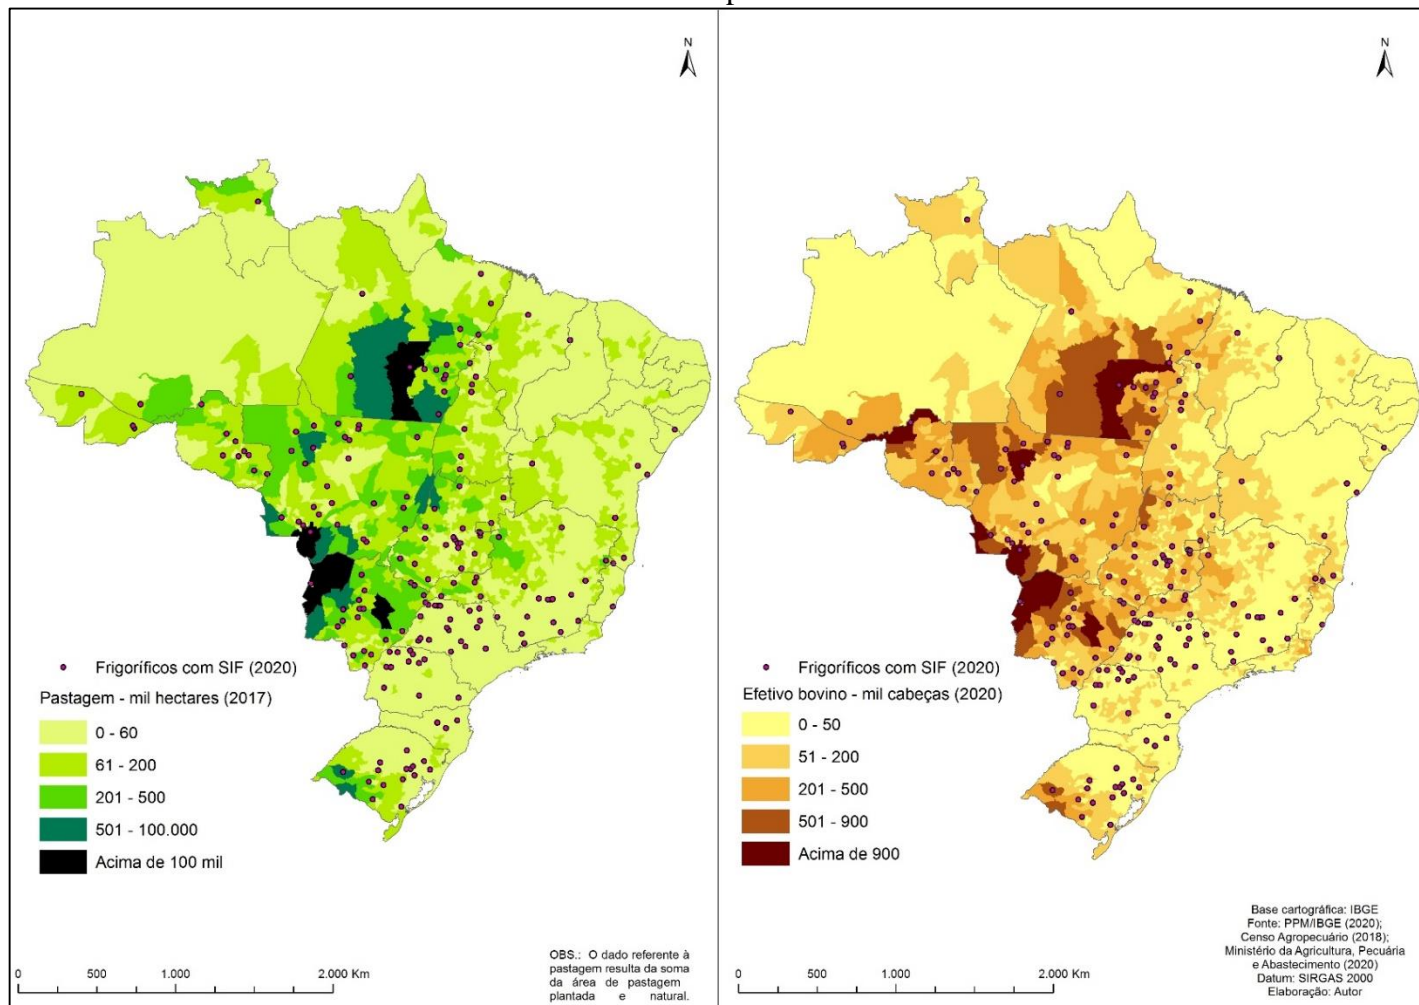 N
Frigoríficos com SIF (2020)
Pastagem - mil hectares (2017)
0 - 60
61 - 200
201 - 500
501 - 100.000
Acima de 100 mil
OBS.: O dado referente à
pastagem resulta da soma
da área de pastagem
plantada e natural.
0 500 1.000 2.000 Km
N
Frigoríficos com SIF (2020)
Efetivo bovino - mil cabeças (2020)
0 - 50
51 - 200
201 - 500
501 - 900
Acima de 900
Base cartográfica: IBGE
Fonte: PPM/IBGE (2020);
Censo Agropecuário (2018);
Ministério da Agricultura, Pecuária
e Abastecimento (2020)
Datum: SIRGAS 2000
Elaboração: Autor
0 500 1.000 2.000 Km